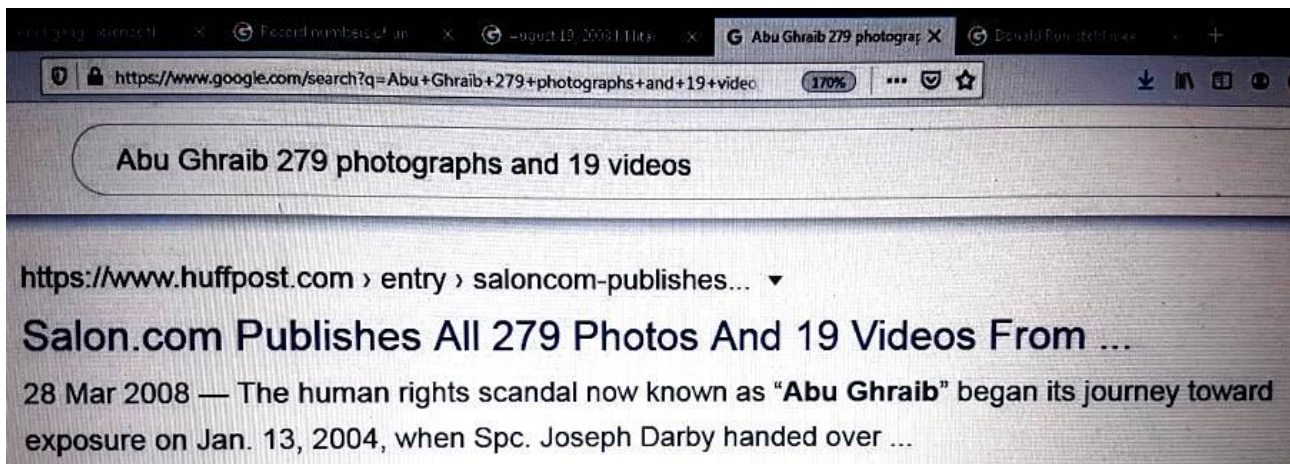 Abu Ghraib 279 photograp
https://www.google.com/search?q=Abu+Ghraib+279+photographs+and+19+video 170%
Abu Ghraib 279 photographs and 19 videos
https://www.huffpost.com › entry › saloncom-publishes...
Salon.com Publishes All 279 Photos And 19 Videos From ...
28 Mar 2008 — The human rights scandal now known as “Abu Ghraib” began its journey toward
exposure on Jan. 13, 2004, when Spc. Joseph Darby handed over ...